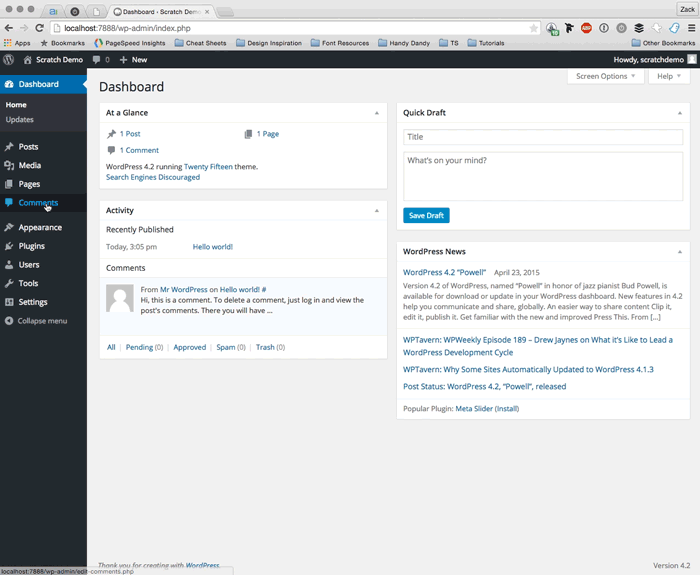 Dashboard ‹ Scratch Demo
Zack
localhost:7888/wp-admin/index.php
Apps
Bookmarks
PageSpeed Insights
Cheat Sheets
Design Inspiration
Font Resources
Handy Dandy
TS
Tutorials
Other Bookmarks
Scratch Demo
0
New
Howdy, scratchdemo
Screen Options
Help
Dashboard
Home
Updates
Posts
Media
Pages
Comments
Appearance
Plugins
Users
Tools
Settings
Collapse menu
Dashboard
At a Glance
1 Post
1 Page
1 Comment
WordPress 4.2 running Twenty Fifteen theme.
Search Engines Discouraged
Activity
Recently Published
Today, 3:05 pm Hello world!
Comments
From Mr WordPress on Hello world! #
Hi, this is a comment. To delete a comment, just log in and view the
post's comments. There you will have ...
All | Pending (0) | Approved | Spam (0) | Trash (0)
Quick Draft
Title
What's on your mind?
Save Draft
WordPress News
WordPress 4.2 “Powell” April 23, 2015
Version 4.2 of WordPress, named “Powell” in honor of jazz pianist Bud Powell, is
available for download or update in your WordPress dashboard. New features in 4.2
help you communicate and share, globally. An easier way to share content Clip it,
edit it, publish it. Get familiar with the new and improved Press This. From [...]
WPTavern: WPWeekly Episode 189 – Drew Jaynes on What it's Like to Lead a
WordPress Development Cycle
WPTavern: Why Some Sites Automatically Updated to WordPress 4.1.3
Post Status: WordPress 4.2, “Powell”, released
Popular Plugin: Meta Slider (Install)
Thank you for creating with WordPress.
Version 4.2
localhost:7888/wp-admin/edit-comments.php